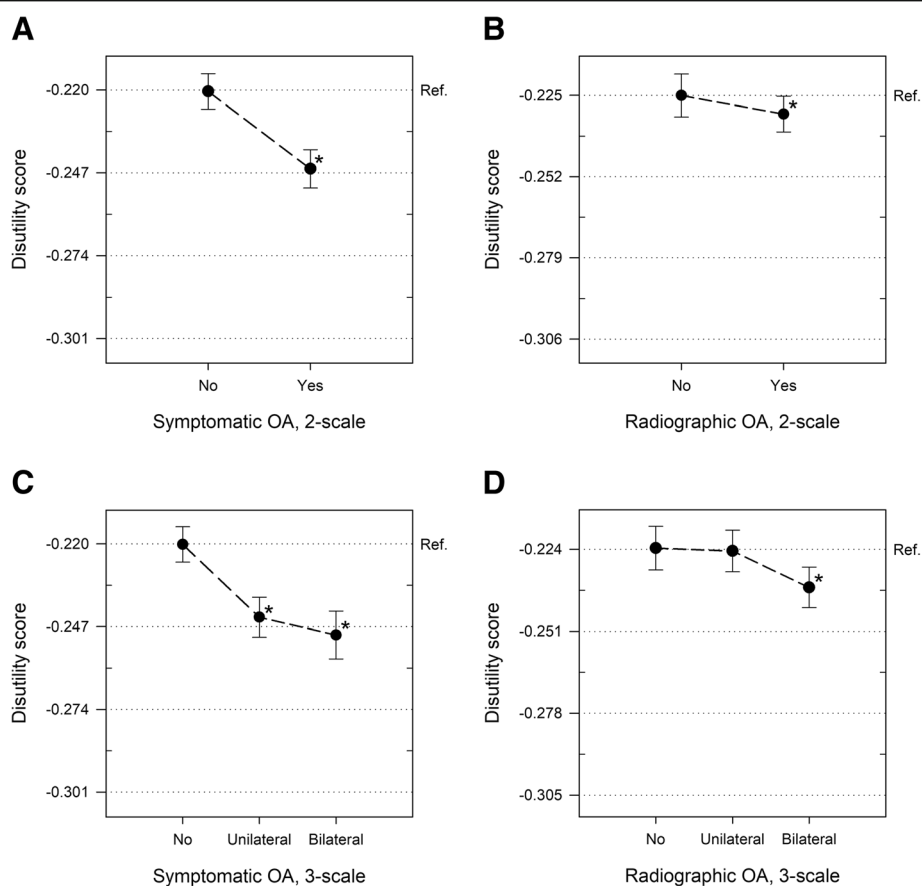 A
Disutility score
-0.220
-0.247
-0.274
-0.301
Ref.
*
No Yes
Symptomatic OA, 2-scale
B
Disutility score
-0.225
-0.252
-0.279
-0.306
Ref.
*
No Yes
Radiographic OA, 2-scale
C
Disutility score
-0.220
-0.247
-0.274
-0.301
Ref.
*
*
No Unilateral Bilateral
Symptomatic OA, 3-scale
D
Disutility score
-0.224
-0.251
-0.278
-0.305
Ref.
*
No Unilateral Bilateral
Radiographic OA, 3-scale